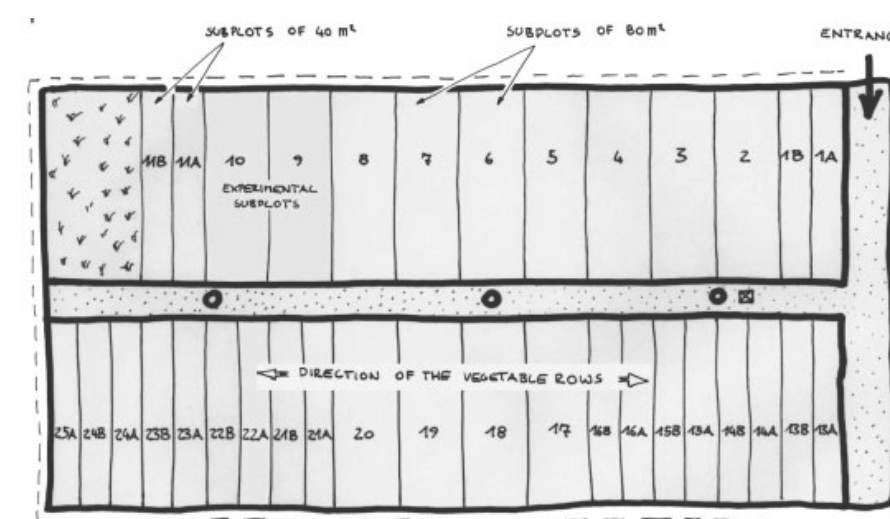 SUBPLOTS OF 40 m²
SUBPLOTS OF 80 m²
ENTRANC
11B 11A 10 9 8 7 6 5 4 3 2 1B 1A
EXPERIMENTAL
SUBPLOTS
DIRECTION OF THE VEGETABLE ROWS
25A 24B 24A 23B 23A 22B 22A 21B 21A 20 19 18 17 16B 16A 15B 15A 14B 14A 13B 13A